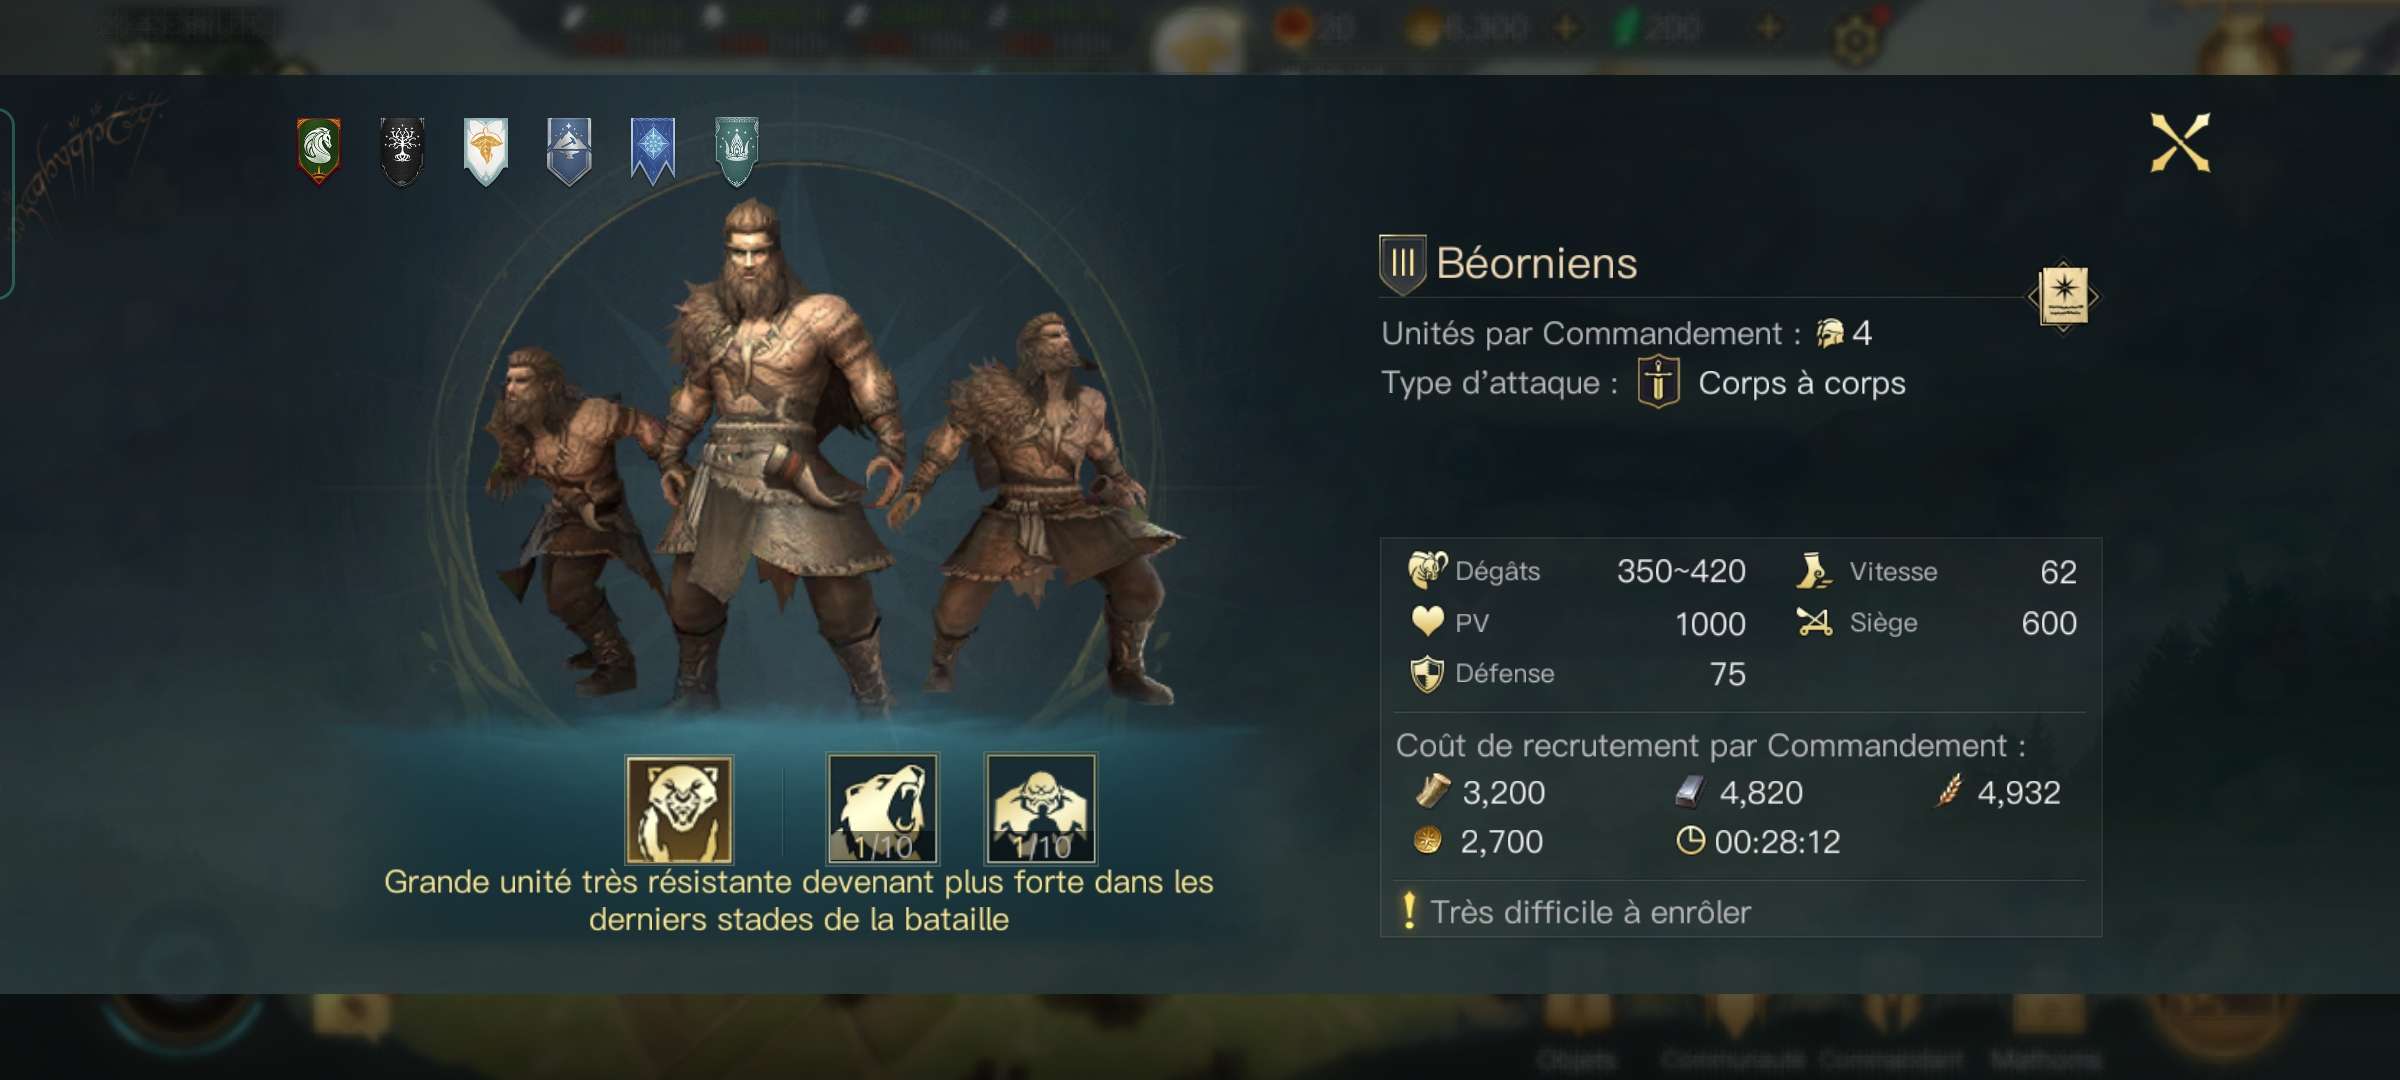 III Béorniens
Unités par Commandement : 4
Type d'attaque : Corps à corps
Dégâts 350~420 Vitesse 62
PV 1000 Siège 600
Défense 75
Coût de recrutement par Commandement :
3,200 4,820 4,932
2,700 00:28:12
! Très difficile à enrôler
1/10 1/10
Grande unité très résistante devenant plus forte dans les
derniers stades de la bataille